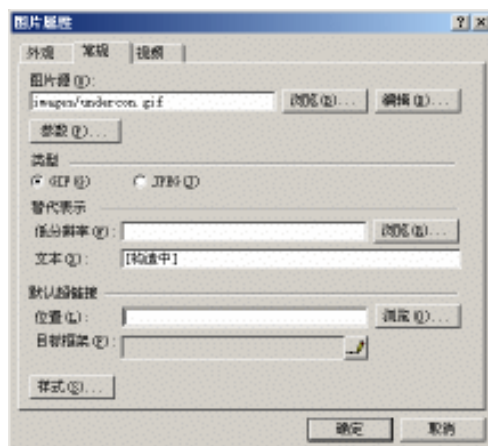 图片属性
外观 常规 视频
图片源(I):
images/undercon.gif 浏览(B)... 编辑(E)...
参数(P)...
类型
GIF(G) JPEG(J)
替代表示
低分辨率(W): 浏览(W)...
文本(X): [构造中]
默认超链接
位置(L): 浏览(O)...
目标框架(F):
样式(S)...
确定 取消